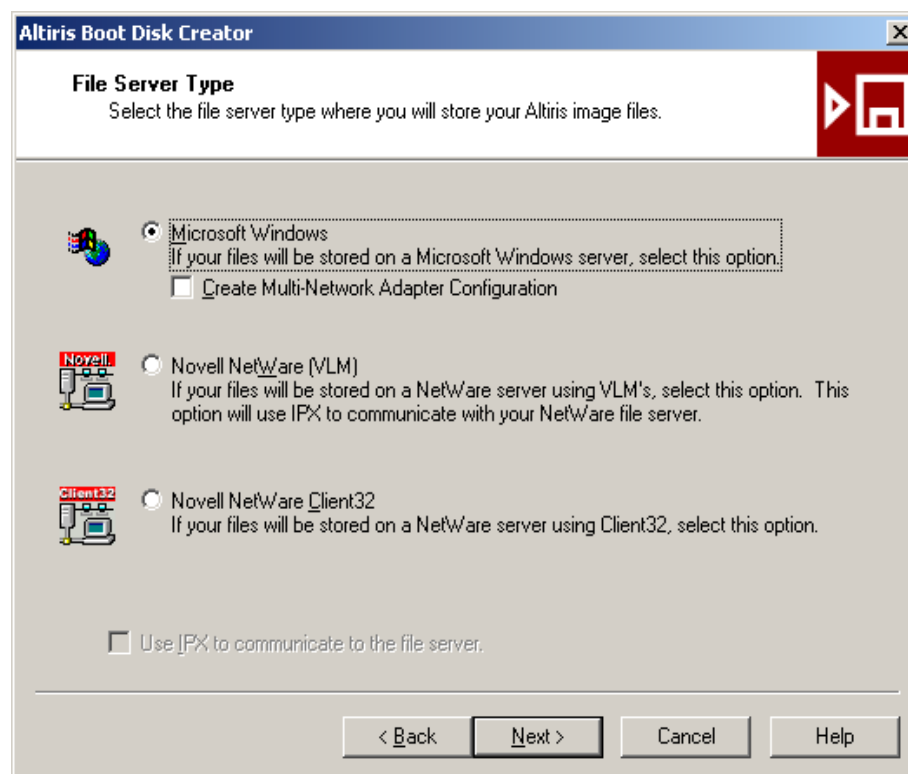 Altiris Boot Disk Creator
File Server Type
Select the file server type where you will store your Altiris image files.
Microsoft Windows
If your files will be stored on a Microsoft Windows server, select this option.
Create Multi-Network Adapter Configuration
Novell.
Novell NetWare (VLM)
If your files will be stored on a NetWare server using VLM's, select this option. This
option will use IPX to communicate with your NetWare file server.
Client32
Novell NetWare Client32
If your files will be stored on a NetWare server using Client32, select this option.
Use IPX to communicate to the file server.
< Back Next > Cancel Help